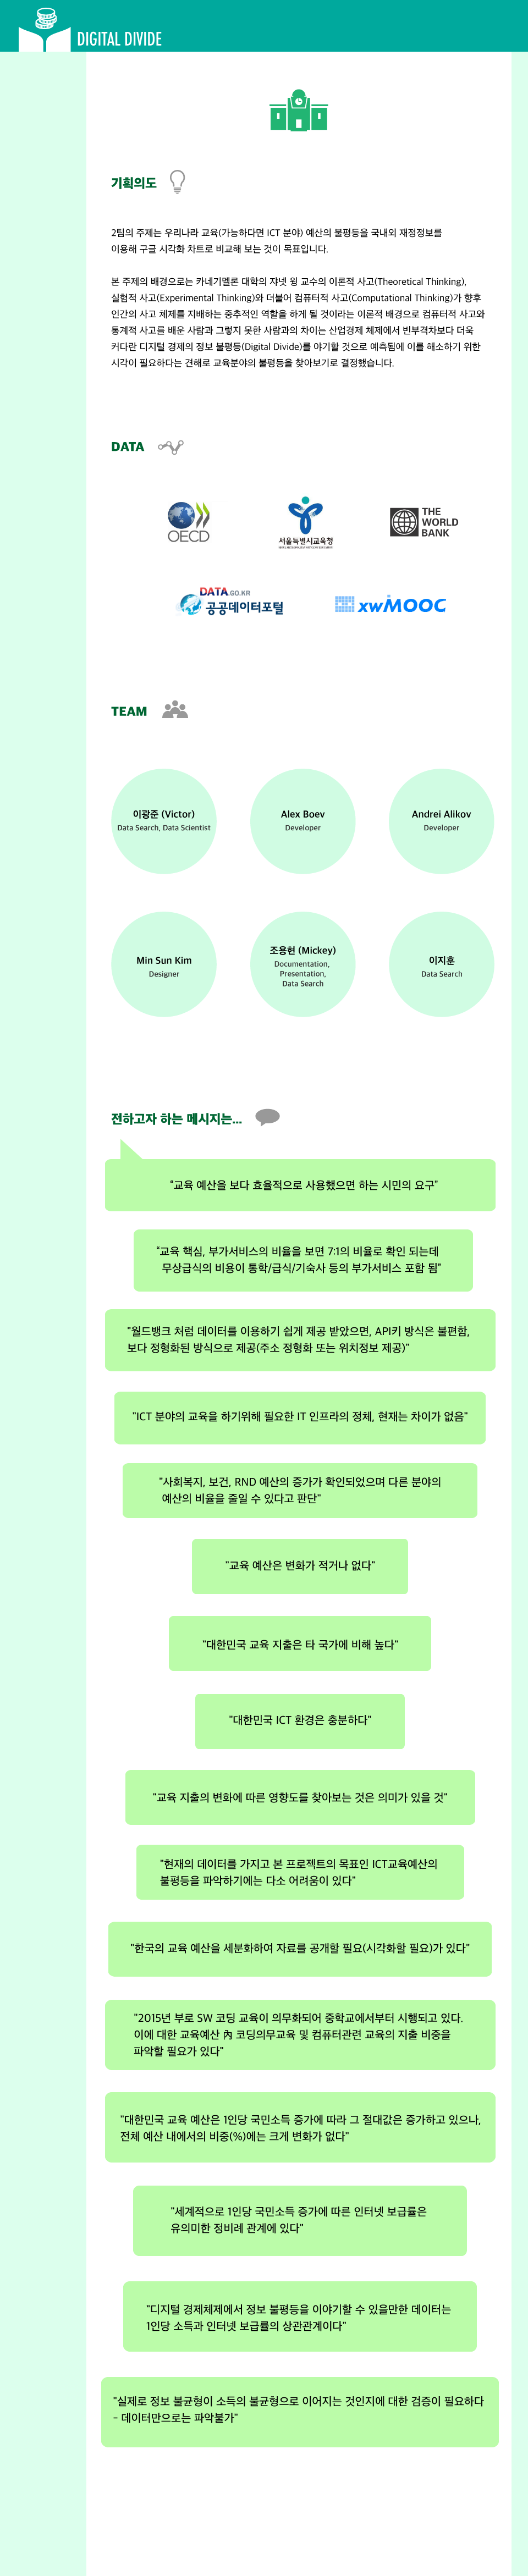 DIGITAL DIVIDE
기획의도
2팀의 주제는 우리나라 교육(가능하다면 ICT 분야) 예산의 불평등을 국내외 재정정보를
이용해 구글 시각화 차트로 비교해 보는 것이 목표입니다.
본 주제의 배경으로는 카네기멜론 대학의 쟈넷 윙 교수의 이론적 사고(Theoretical Thinking),
실험적 사고(Experimental Thinking)와 더불어 컴퓨터적 사고(Computational Thinking)가 향후
인간의 사고 체제를 지배하는 중추적인 역할을 하게 될 것이라는 이론적 배경으로 컴퓨터적 사고와
통계적 사고를 배운 사람과 그렇지 못한 사람과의 차이는 산업경제 체제에서 빈부격차보다 더욱
커다란 디지털 경제의 정보 불평등(Digital Divide)를 야기할 것으로 예측됨에 이를 해소하기 위한
시각이 필요하다는 견해로 교육분야의 불평등을 찾아보기로 결정했습니다.
DATA
OECD
서울특별시교육청
THE
WORLD
BANK
DATA.GO.KR
공공데이터포털
xwMOOC
TEAM
이광준 (Victor)
Data Search, Data Scientist
Alex Boev
Developer
Andrei Alikov
Developer
Min Sun Kim
Designer
조용현 (Mickey)
Documentation,
Presentation,
Data Search
이지훈
Data Search
전하고자 하는 메시지는...
"교육 예산을 보다 효율적으로 사용했으면 하는 시민의 요구"
"교육 핵심, 부가서비스의 비율을 보면 7:1의 비율로 확인 되는데
무상급식의 비용이 통학/급식/기숙사 등의 부가서비스 포함 됨"
"월드뱅크 처럼 데이터를 이용하기 쉽게 제공 받았으면, API키 방식은 불편함,
보다 정형화된 방식으로 제공(주소 정형화 또는 위치정보 제공)"
"ICT 분야의 교육을 하기위해 필요한 IT 인프라의 정체, 현재는 차이가 없음"
"사회복지, 보건, RND 예산의 증가가 확인되었으며 다른 분야의
예산의 비율을 줄일 수 있다고 판단"
"교육 예산은 변화가 적거나 없다"
"대한민국 교육 지출은 타 국가에 비해 높다"
"대한민국 ICT 환경은 충분하다"
"교육 지출의 변화에 따른 영향도를 찾아보는 것은 의미가 있을 것"
"현재의 데이터를 가지고 본 프로젝트의 목표인 ICT교육예산의
불평등을 파악하기에는 다소 어려움이 있다"
"한국의 교육 예산을 세분화하여 자료를 공개할 필요(시각화할 필요)가 있다"
"2015년 부로 SW 코딩 교육이 의무화되어 중학교에서부터 시행되고 있다.
이에 대한 교육예산 內 코딩의무교육 및 컴퓨터관련 교육의 지출 비중을
파악할 필요가 있다"
"대한민국 교육 예산은 1인당 국민소득 증가에 따라 그 절대값은 증가하고 있으나,
전체 예산 내에서의 비중(%)에는 크게 변화가 없다"
"세계적으로 1인당 국민소득 증가에 따른 인터넷 보급률은
유의미한 정비례 관계에 있다"
"디지털 경제체제에서 정보 불평등을 이야기할 수 있을만한 데이터는
1인당 소득과 인터넷 보급률의 상관관계이다"
"실제로 정보 불균형이 소득의 불균형으로 이어지는 것인지에 대한 검증이 필요하다
- 데이터만으로는 파악불가"